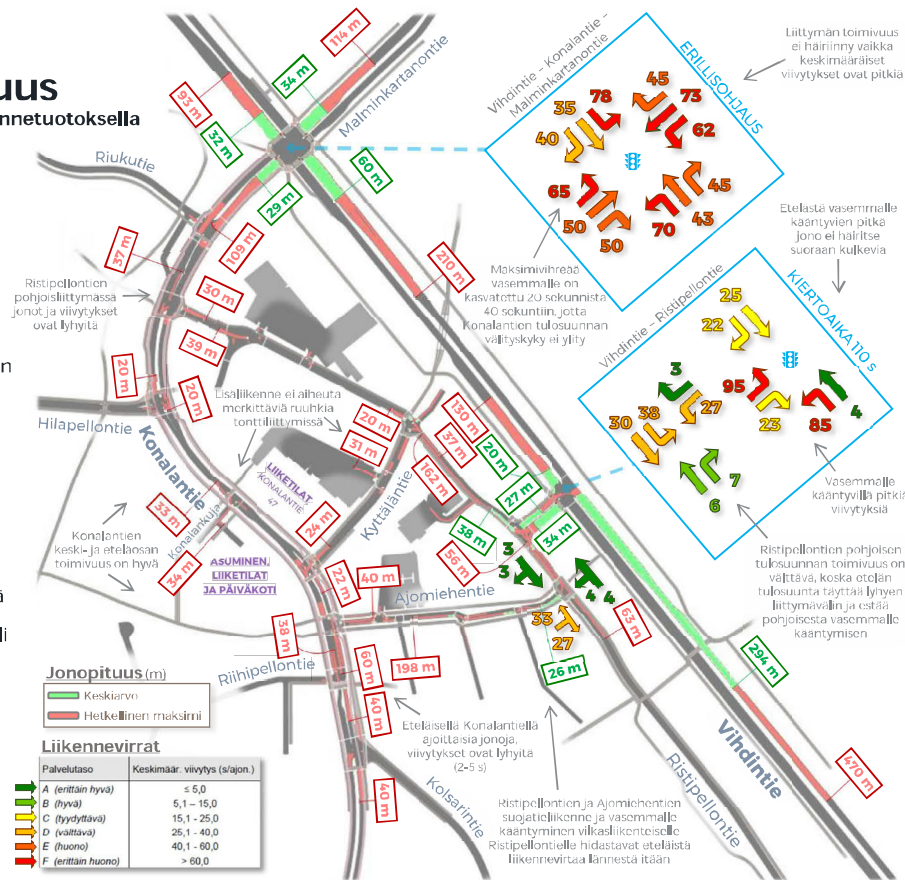 uus
nnetuotoksella
n
ä
li
93 m
34 m
114 m
32 m
Malminkartanontie
Riukutie
60 m
29 m
109 m
37 m
210 m
Ristipellontien
pohjoisliittymässä
jonot ja viivytykset
ovat lyhyitä
30 m
39 m
20 m
20 m
Hilapellontie
Konalantie
Lisäliikenne ei aiheuta
merkittäviä ruuhkia
tonttiliittymissä
20 m
31 m
130 m
37 m
20 m
162 m
27 m
38 m
34 m
56 m
LIIKETILAT,
KONALANTIE
47
Kyttäläntie
33 m
Konalankuja
34 m
24 m
Konalantien
keski- ja eteläosan
toimivuus on hyvä
ASUMINEN,
LIIKETILAT
JA PÄIVÄKOTI
22 m
40 m
Ajomiehentie
3
3
4
4
33
27
26 m
63 m
38 m
198 m
Riihipellontie
60 m
40 m
40 m
Eteläisellä Konalantiellä
ajoittaisia jonoja,
viivytykset ovat lyhyitä
(2-5 s)
Kolsarintie
Ristipellontien ja Ajomiehentien
suojatieliikenne ja vasemmalle
kääntyminen vilkasliikenteiselle
Ristipellontielle hidastavat eteläistä
liikennevirtaa lännestä itään
Ristipellontie
Vihdintie
294 m
470 m
Vihdintie - Konalantie -
Malminkartanontie
ERILLISOHJAUS
35
40
78
45
73
62
65
50
50
70
43
45
Liittymän toimivuus
ei häiriinny vaikka
keskimääräiset
viivytykset ovat pitkiä
Maksimivihreää
vasemmalle on
kasvatettu 20 sekunnista
40 sekuntiin, jotta
Konalantien tulosuunnan
välityskyky ei ylity
Etelästä vasemmalle
kääntyvien pitkä
jono ei häiritse
suoraan kulkevia
Vihdintie - Ristipellontie
KIERTOAIKA 110 s
25
22
3
27
38
30
95
23
85
4
7
6
Vasemmalle
kääntyvillä pitkiä
viivytyksiä
Ristipellontien pohjoisen
tulosuunnan toimivuus on
välttävä, koska etelän
tulosuunta täyttää lyhyen
liittymävälin ja estää
pohjoisesta vasemmalle
kääntymisen
Jonopituus (m)
Keskiarvo
Hetkellinen maksimi
Liikennevirrat
Palvelutaso Keskimäär. viivytys (s/ajon.)
A (erittäin hyvä) ≤ 5,0
B (hyvä) 5,1 – 15,0
C (tyydyttävä) 15,1 - 25,0
D (välttävä) 25,1 - 40,0
E (huono) 40,1 - 60,0
F (erittäin huono) > 60,0